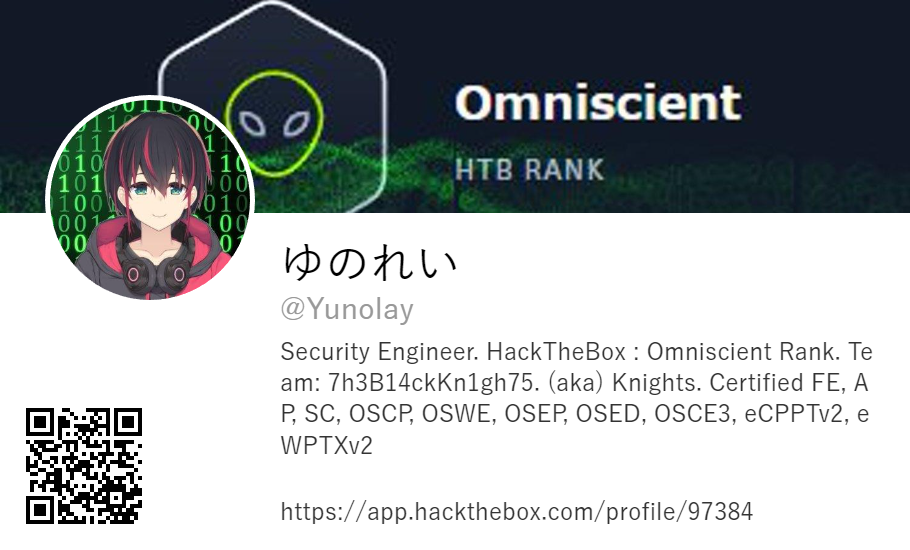 Omniscient
HTB RANK
ゆのれい
@Yunolay
Security Engineer. HackTheBox : Omniscient Rank. Te
am: 7h3B14ckKn1gh75. (aka) Knights. Certified FE, A
P, SC, OSCP, OSWE, OSEP, OSED, OSCE3, eCPPTv2, e
WPTXv2
https://app.hackthebox.com/profile/97384